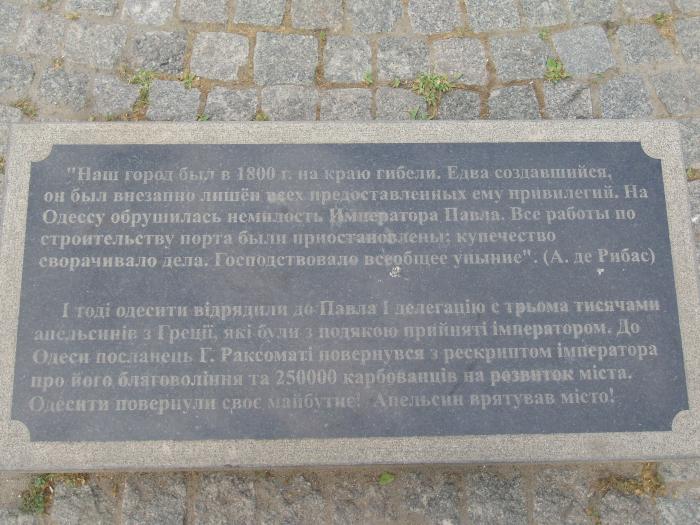 "Наш город был в 1800 г. на краю гибели. Едва создавшийся,
он был внезапно лишён всех предоставленных ему привилегий. На
Одессу обрушилась немилость Императора Павла. Все работы по
строительству порта были приостановлены; купечество
сворачивало дела. Господствовало всеобщее уныние". (А. де Рибас)
І тоді одесити відрядили до Павла І делегацію с трьома тисячами
апельсинів з Греції, які були з подякою прийняті імператором. До
Одеси посланець Г. Раксоматі повернувся з рескриптом імператора
про його благовоління та 250000 карбованців на розвиток міста.
Одесити повернули своє майбутнє! Апельсин врятував місто!